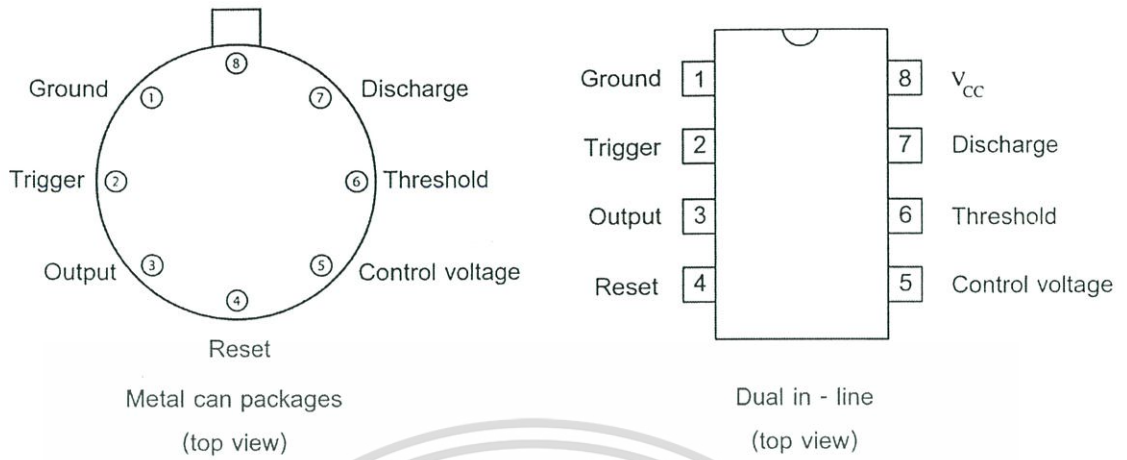 8
Ground 1 7 Discharge
Trigger 2 6 Threshold
Output 3 5 Control voltage
4
Reset
Metal can packages
(top view)
Ground 1 8 VCC
Trigger 2 7 Discharge
Output 3 6 Threshold
Reset 4 5 Control voltage
Dual in - line
(top view)